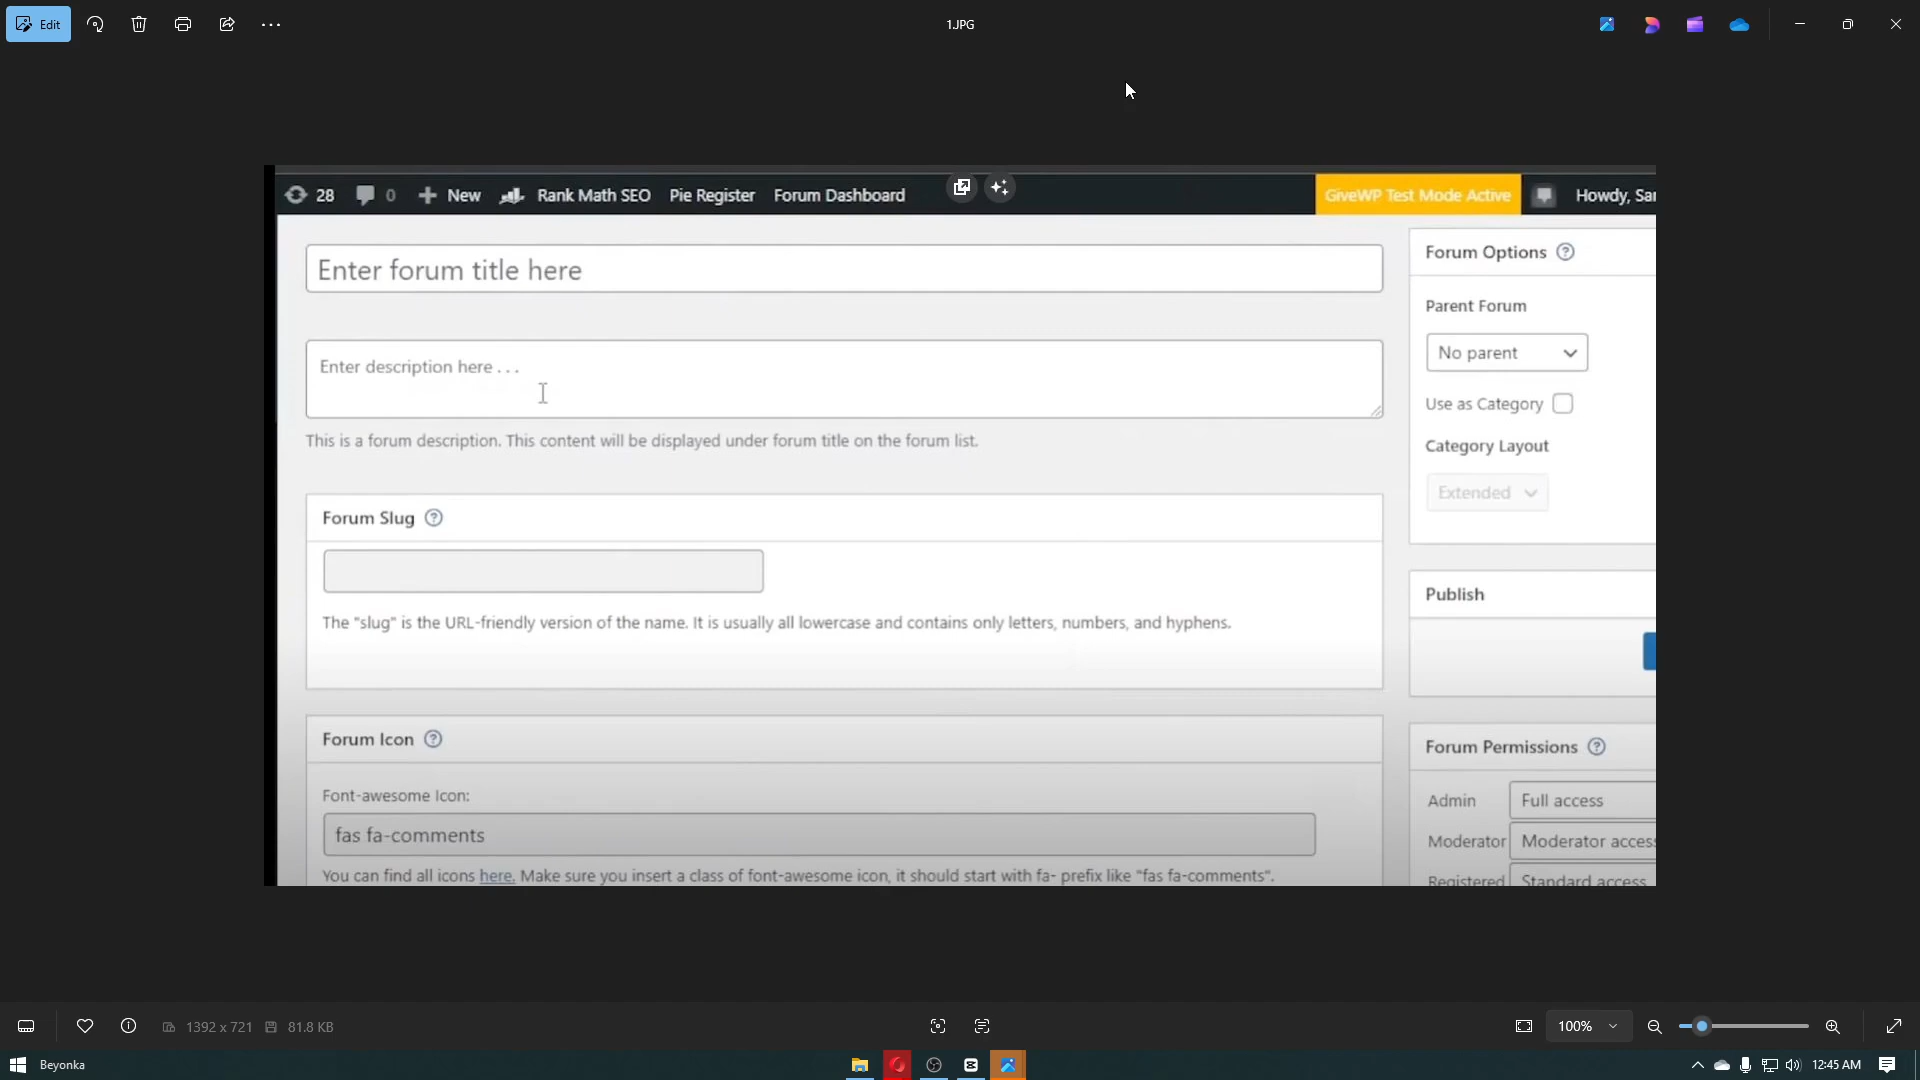 Edit
1.JPG
28
0
New
Rank Math SEO
Pie Register
Forum Dashboard
GiveWP Test Mode Active
Howdy, Sar
Enter forum title here
Enter description here . . .
This is a forum description. This content will be displayed under forum title on the forum list.
Forum Slug
The "slug" is the URL-friendly version of the name. It is usually all lowercase and contains only letters, numbers, and hyphens.
Forum Icon
Font-awesome Icon:
fas fa-comments
You can find all icons here. Make sure you insert a class of font-awesome icon, it should start with fa- prefix like "fas fa-comments".
Forum Options
Parent Forum
No parent
Use as Category
Category Layout
Extended
Publish
Forum Permissions
Admin
Full access
Moderator
Moderator access
Registered
Standard access
1392 x 721
81.8 KB
100%
Beyonka
12:45 AM